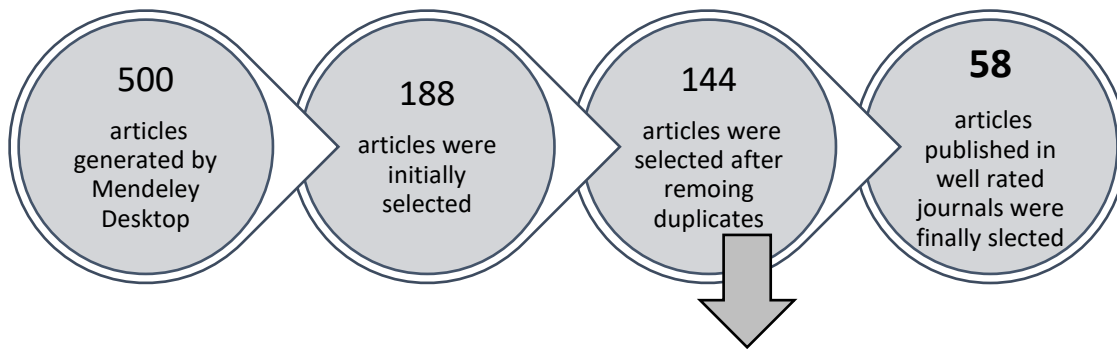 500
articles
generated by
Mendeley
Desktop
188
articles were
initially
selected
144
articles were
selected after
remoing
duplicates
58
articles
published in
well rated
journals were
finally slected